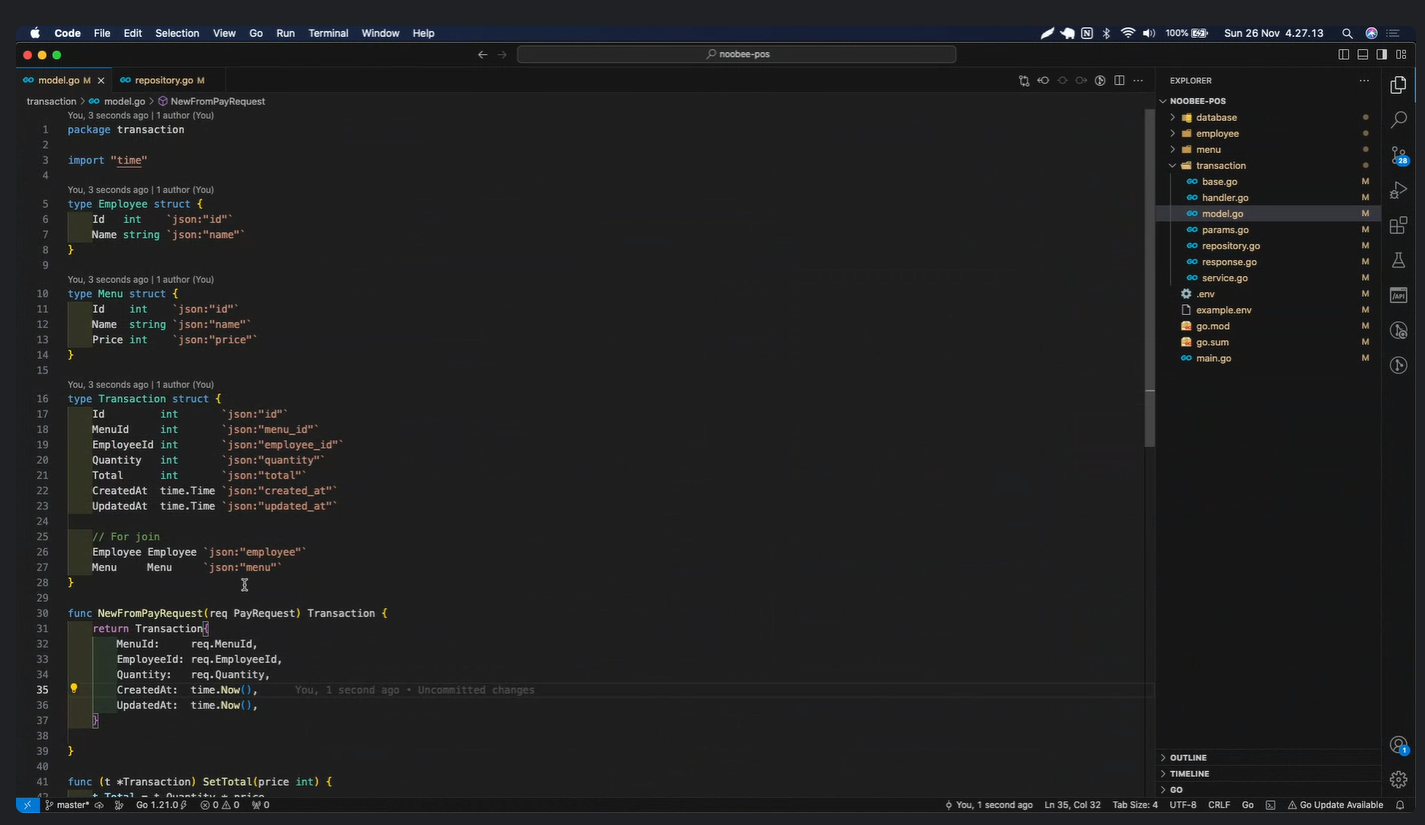 Code File Edit Selection View Go Run Terminal Window Help 100% Sun 26 Nov 4.27.13
noobee-pos
model.go M repository.go M
transaction > model.go > NewFromPayRequest
You, 3 seconds ago | 1 author (You)
1 package transaction
2
3 import "time"
4
You, 3 seconds ago | 1 author (You)
5 type Employee struct {
6 Id int `json:"id"`
7 Name string `json:"name"`
8 }
9
You, 3 seconds ago | 1 author (You)
10 type Menu struct {
11 Id int `json:"id"`
12 Name string `json:"name"`
13 Price int `json:"price"`
14 }
15
You, 3 seconds ago | 1 author (You)
16 type Transaction struct {
17 Id int `json:"id"`
18 MenuId int `json:"menu_id"`
19 EmployeeId int `json:"employee_id"`
20 Quantity int `json:"quantity"`
21 Total int `json:"total"`
22 CreatedAt time.Time `json:"created_at"`
23 UpdatedAt time.Time `json:"updated_at"`
24
25 // For join
26 Employee Employee `json:"employee"`
27 Menu Menu `json:"menu"`
28 }
29
30 func NewFromPayRequest(req PayRequest) Transaction {
31 return Transaction{
32 MenuId: req.MenuId,
33 EmployeeId: req.EmployeeId,
34 Quantity: req.Quantity,
35 CreatedAt: time.Now(), You, 1 second ago • Uncommitted changes
36 UpdatedAt: time.Now(),
37 }
38
39 }
40
41 func (t *Transaction) SetTotal(price int) {
42 t.Total = t.Quantity * price
EXPLORER
NOOBEE-POS
database
employee
menu
transaction
base.go M
handler.go M
model.go M
params.go M
repository.go M
response.go M
service.go M
.env M
example.env M
go.mod M
go.sum M
main.go M
OUTLINE
TIMELINE
GO
28
API
1
master* Go 1.21.0 0 0 0 You, 1 second ago Ln 35, Col 32 Tab Size: 4 UTF-8 CRLF Go Go Update Available